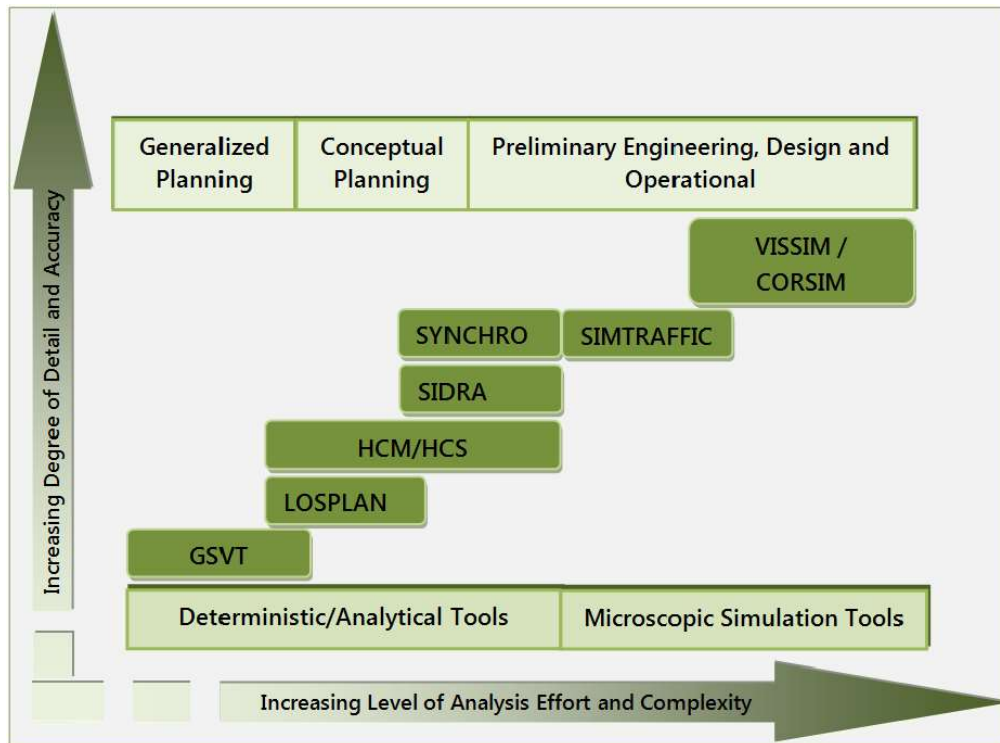 Increasing Degree of Detail and Accuracy
Generalized
Planning
Conceptual
Planning
Preliminary Engineering, Design and
Operational
VISSIM /
CORSIM
SYNCHRO
SIMTRAFFIC
SIDRA
HCM/HCS
LOSPLAN
GSVT
Deterministic/Analytical Tools
Microscopic Simulation Tools
Increasing Level of Analysis Effort and Complexity